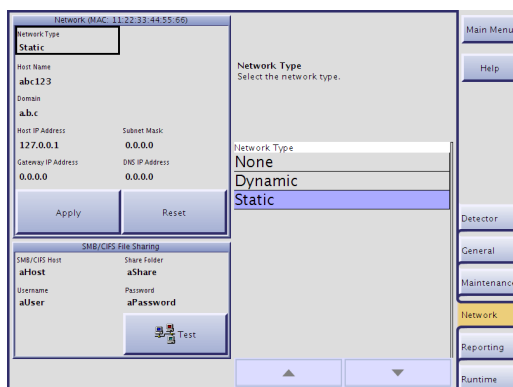 Network (MAC: 11:22:33:44:55:66)
Network Type
Static
Host Name
abc123
Domain
a.b.c
Host IP Address
Subnet Mask
127.0.0.1
0.0.0.0
Gateway IP Address
DNS IP Address
0.0.0.0
0.0.0.0
Apply
Reset
SMB/CIFS File Sharing
SMB/CIFS Host
Share Folder
aHost
aShare
Username
Password
aUser
aPassword
Test
Network Type
Select the network type.
Network Type
None
Dynamic
Static
Main Menu
Help
Detector
General
Maintenance
Network
Reporting
Runtime